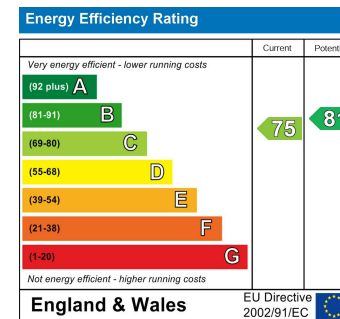 Energy Efficiency Rating
Current
Very energy efficient - lower running costs
(92 plus) A
(81-91) B
(69-80) C
(55-68) D
(39-54) E
(21-38) F
(1-20) G
75
81
Not energy efficient - higher running costs
England & Wales
EU Directive
2002/91/EC